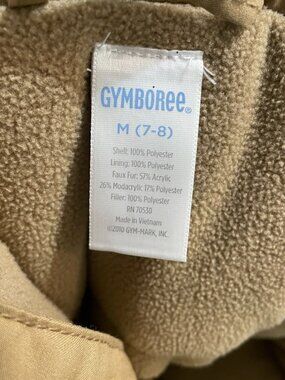 GYMBOREE®
M (7-8)
Shell: 100% Polyester
Lining: 100% Polyester
Faux Fur: 57% Acrylic
26% Modacrylic 17% Polyester
Filler: 100% Polyester
RN 70530
Made in Vietnam
©2010 GYM-MARK, INC.